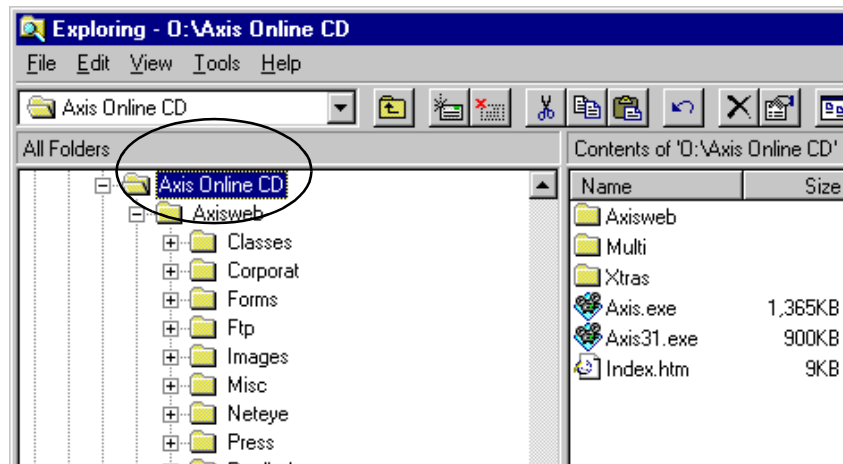 Exploring - O:\Axis Online CD
File Edit View Tools Help
Axis Online CD
All Folders
Contents of 'O:\Axis Online CD'
Axis Online CD
Axisweb
Classes
Corporat
Forms
Ftp
Images
Misc
Neteye
Press
Name Size
Axisweb
Multi
Xtras
Axis.exe 1,365KB
Axis31.exe 900KB
Index.htm 9KB